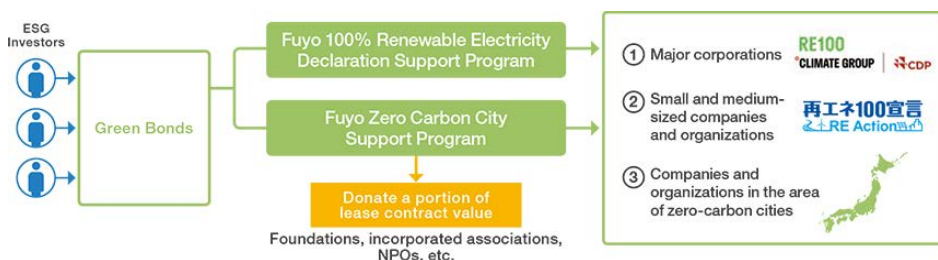 ESG
Investors
Green Bonds
Fuyo 100% Renewable Electricity
Declaration Support Program
Fuyo Zero Carbon City
Support Program
Donate a portion of
lease contract value
Foundations, incorporated associations,
NPOs, etc.
① Major corporations
RE100
°CLIMATE GROUP
CDP
② Small and medium-
sized companies
and organizations
再エネ100宣言
RE Action
③ Companies and
organizations in the area
of zero-carbon cities